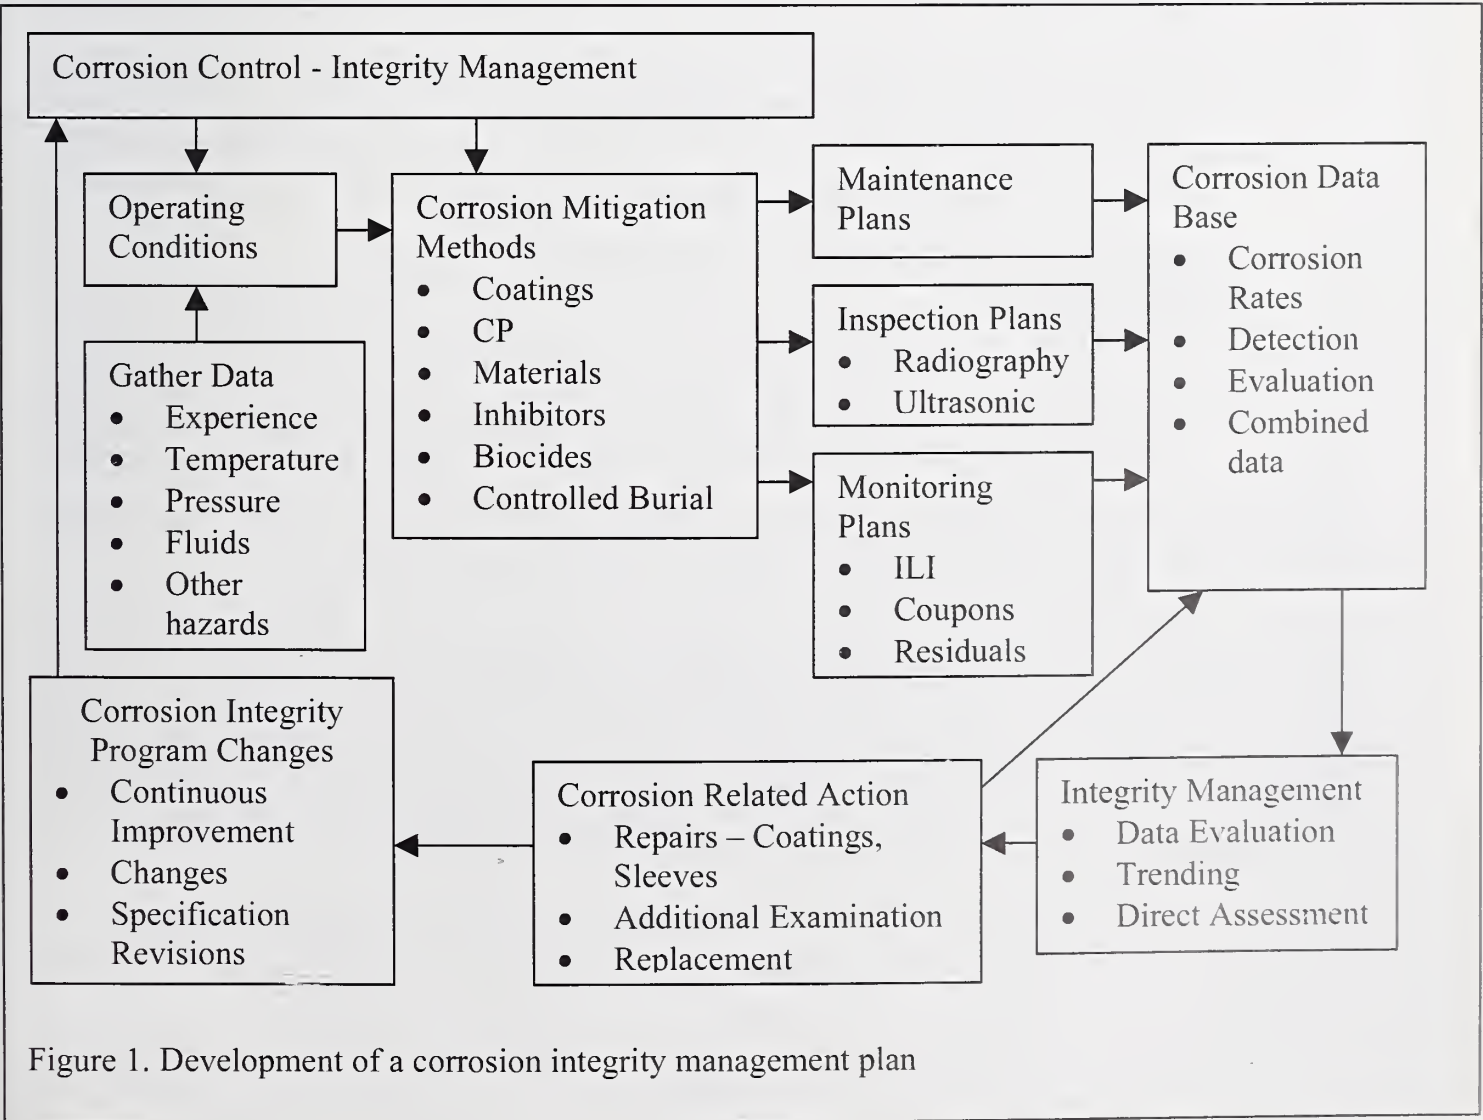 Corrosion Control - Integrity Management
Operating
Conditions
Gather Data
• Experience
• Temperature
• Pressure
• Fluids
• Other
hazards
Corrosion Mitigation
Methods
• Coatings
• CP
• Materials
• Inhibitors
• Biocides
• Controlled Burial
Maintenance
Plans
Inspection Plans
• Radiography
• Ultrasonic
Monitoring
Plans
• ILI
• Coupons
• Residuals
Corrosion Data
Base
• Corrosion
Rates
• Detection
• Evaluation
• Combined
data
Integrity Management
• Data Evaluation
• Trending
• Direct Assessment
Corrosion Related Action
• Repairs – Coatings,
Sleeves
• Additional Examination
• Replacement
Corrosion Integrity
Program Changes
• Continuous
Improvement
• Changes
• Specification
Revisions
Figure 1. Development of a corrosion integrity management plan